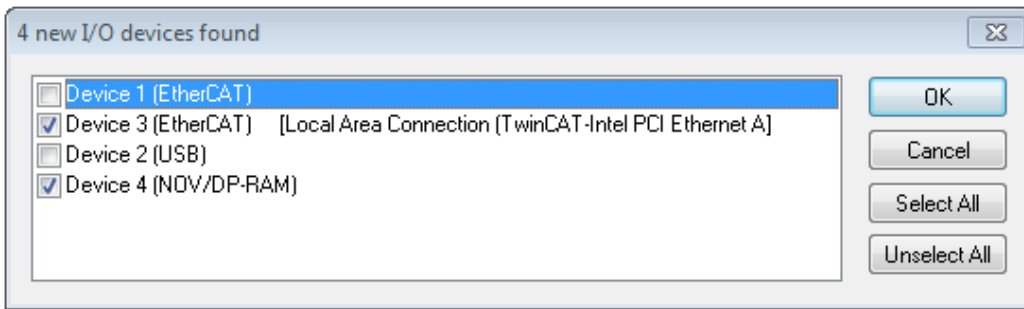 4 new I/O devices found
Device 1 (EtherCAT)
Device 3 (EtherCAT) [Local Area Connection (TwinCAT-Intel PCI Ethernet A]
Device 2 (USB)
Device 4 (NOV/DP-RAM)
OK
Cancel
Select All
Unselect All